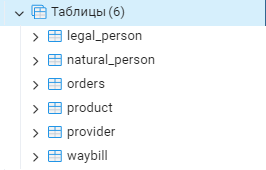 Таблицы (6)
legal_person
natural_person
orders
product
provider
waybill